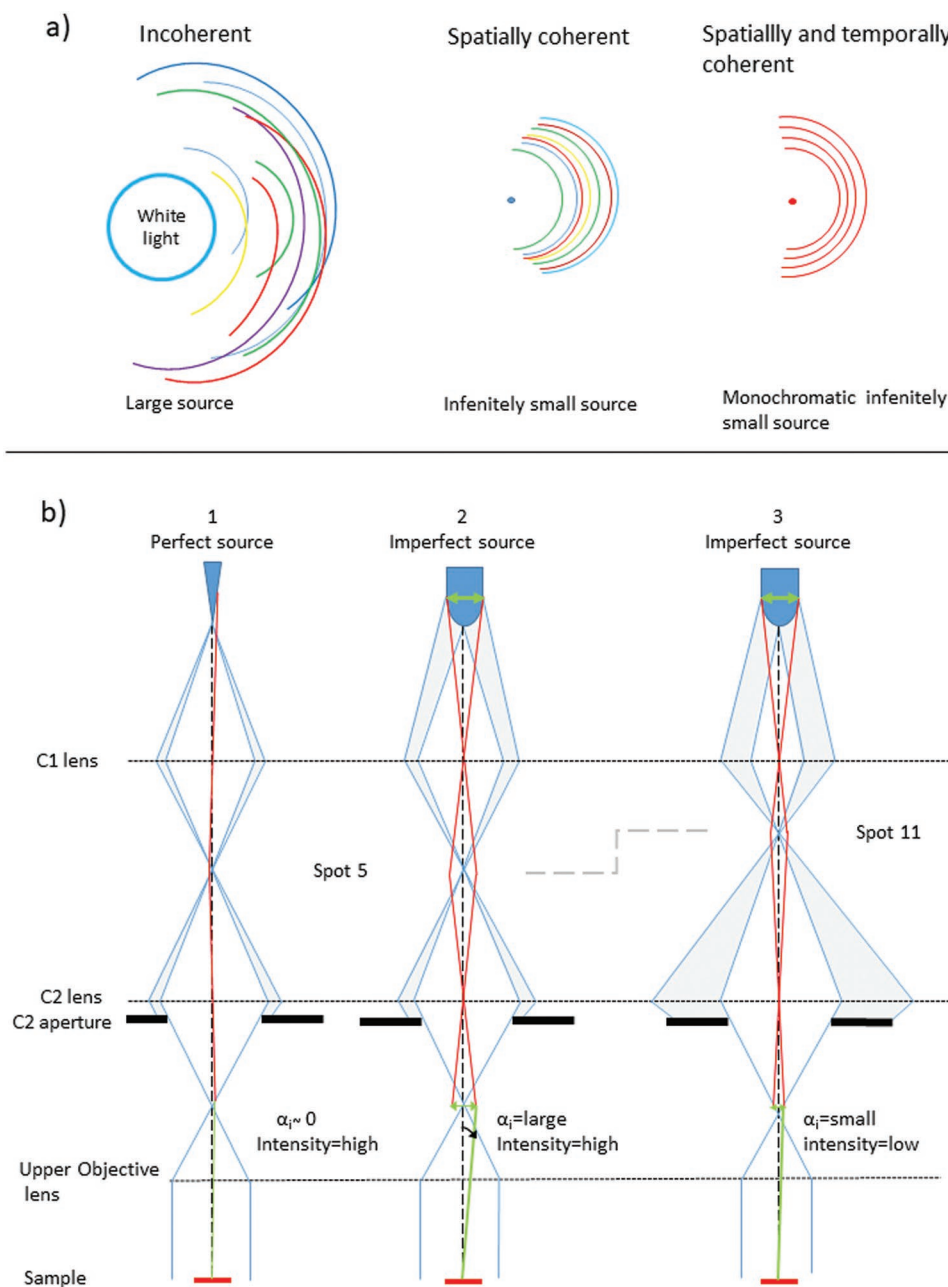 a)
Incoherent
Spatially coherent
Spatiallly and temporally
coherent
White
light
Large source
Infenitely small source
Monochromatic infenitely
small source
b)
1
Perfect source
2
Imperfect source
3
Imperfect source
C1 lens
Spot 5
Spot 11
C2 lens
C2 aperture
αi~ 0
Intensity=high
αi=large
Intensity=high
αi=small
intensity=low
Upper Objective
lens
Sample